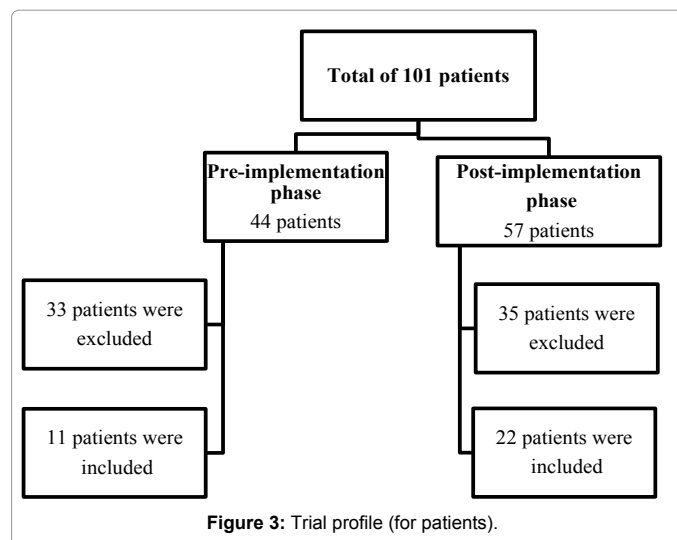 Total of 101 patients
Pre-implementation
phase
44 patients
Post-implementation
phase
57 patients
33 patients were
excluded
35 patients were
excluded
11 patients were
included
22 patients were
included
Figure 3: Trial profile (for patients).